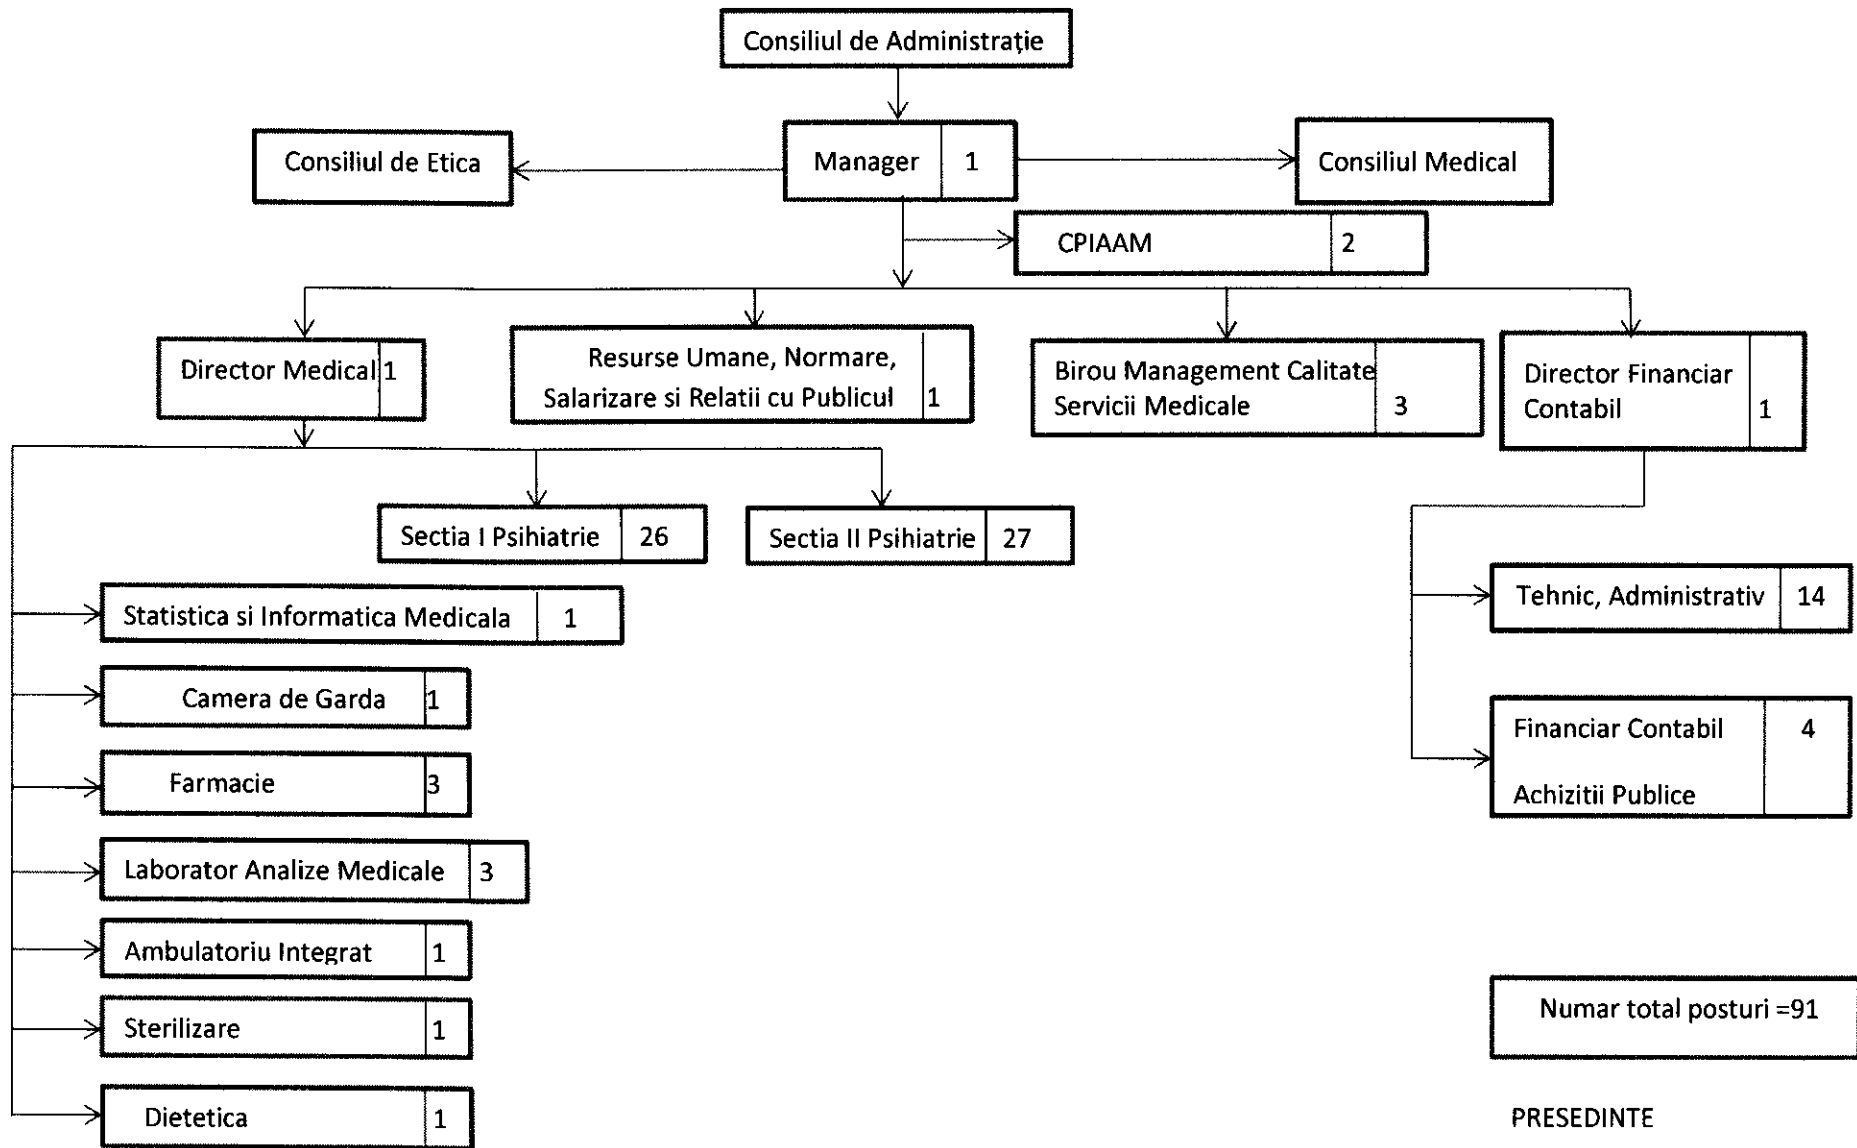 Consiliul de Administraţie
Consiliul de Etica
Manager 1
Consiliul Medical
CPIAAM 2
Director Medical 1
Resurse Umane, Normare,
Salarizare si Relatii cu Publicul 1
Birou Management Calitate
Servicii Medicale 3
Director Financiar
Contabil 1
Sectia I Psihiatrie 26
Sectia II Psihiatrie 27
Statistica si Informatica Medicala 1
Tehnic, Administrativ 14
Camera de Garda 1
Financiar Contabil 4
Achizitii Publice
Farmacie 3
Laborator Analize Medicale 3
Ambulatoriu Integrat 1
Sterilizare 1
Numar total posturi =91
Dietetica 1
PRESEDINTE